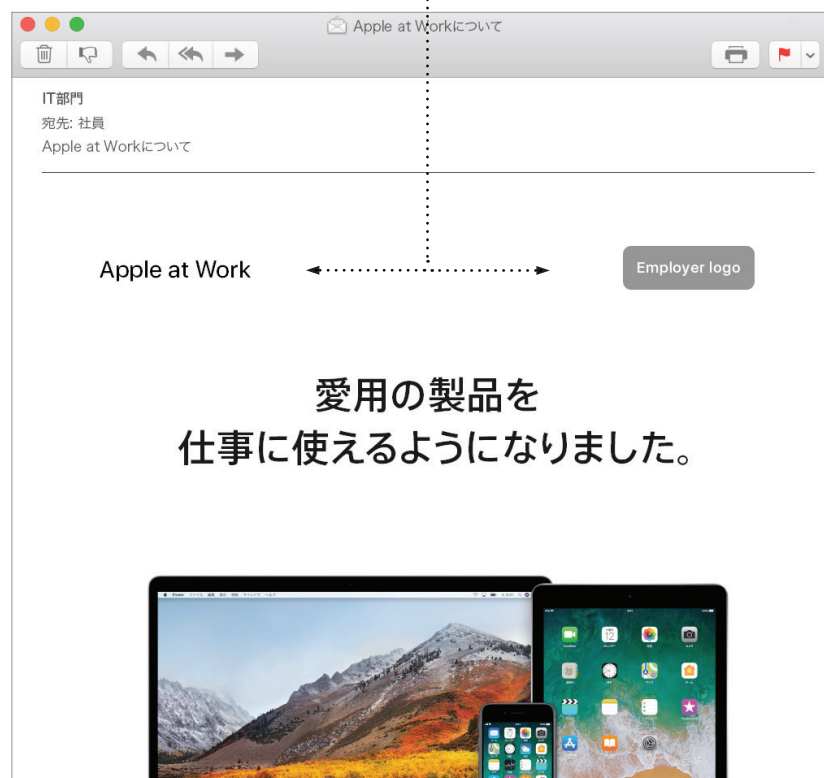 Apple at Workについて
IT部門
宛先: 社員
Apple at Workについて
Apple at Work
Employer logo
愛用の製品を
仕事に使えるようになりました。